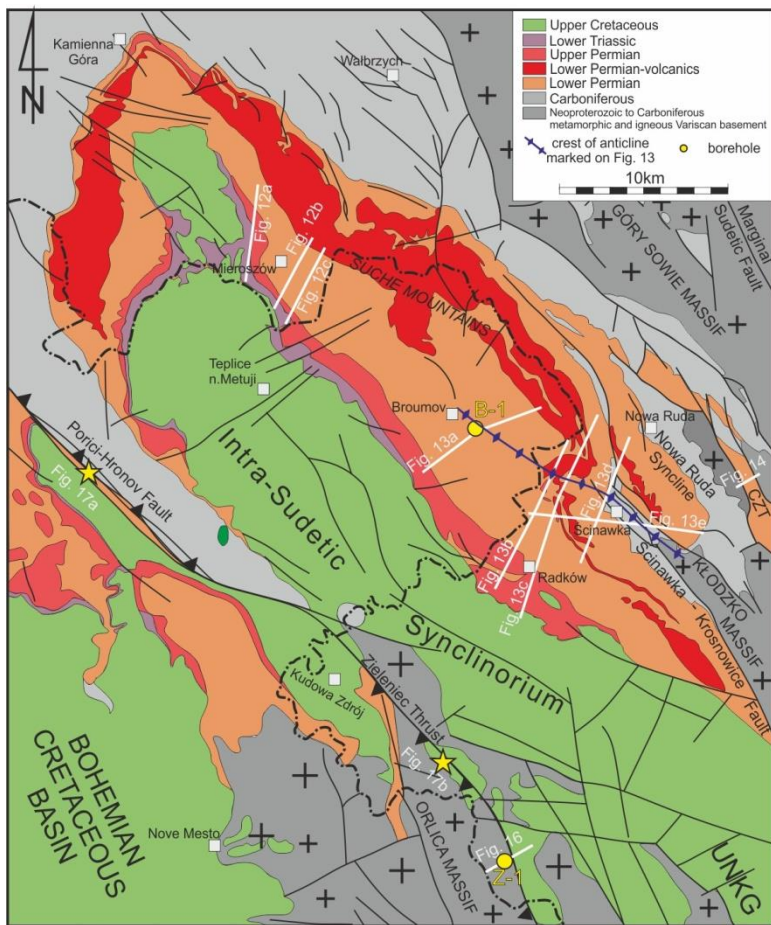 Kamienna
Góra
Wałbrzych
N
Upper Cretaceous
Lower Triassic
Upper Permian
Lower Permian-volcanics
Lower Permian
Carboniferous
Neoproterozoic to Carboniferous
metamorphic and igneous Variscan basement
crest of anticline
marked on Fig. 13
borehole
10km
GÓRY SOWIE MASSIF
Sudetic Fault
Marginal
Fig. 12a
Fig. 12b
Fig. 12c
Mieroszów
SUCHE MOUNTAINS
Teplice
n.Metuji
Broumov
B-1
Fig. 13a
Nowa Ruda
Nowa Ruda
Syncline
Fig. 14
CZT
Porici-Hronov Fault
Fig. 17a
Intra-Sudetic
Synclinorium
Fig. 13d
Scinawka
Fig. 13e
Fig. 13b
Fig. 13c
Radków
KŁODZKO
MASSIF
Ścinawka - Krosnowice
Fault
Kudowa Zdrój
Zieleniec Thrust
Fig. 17b
BOHEMIAN
CRETACEOUS
BASIN
Nove Mesto
ORLICA MASSIF
Fig. 16
Z-1
UNKG